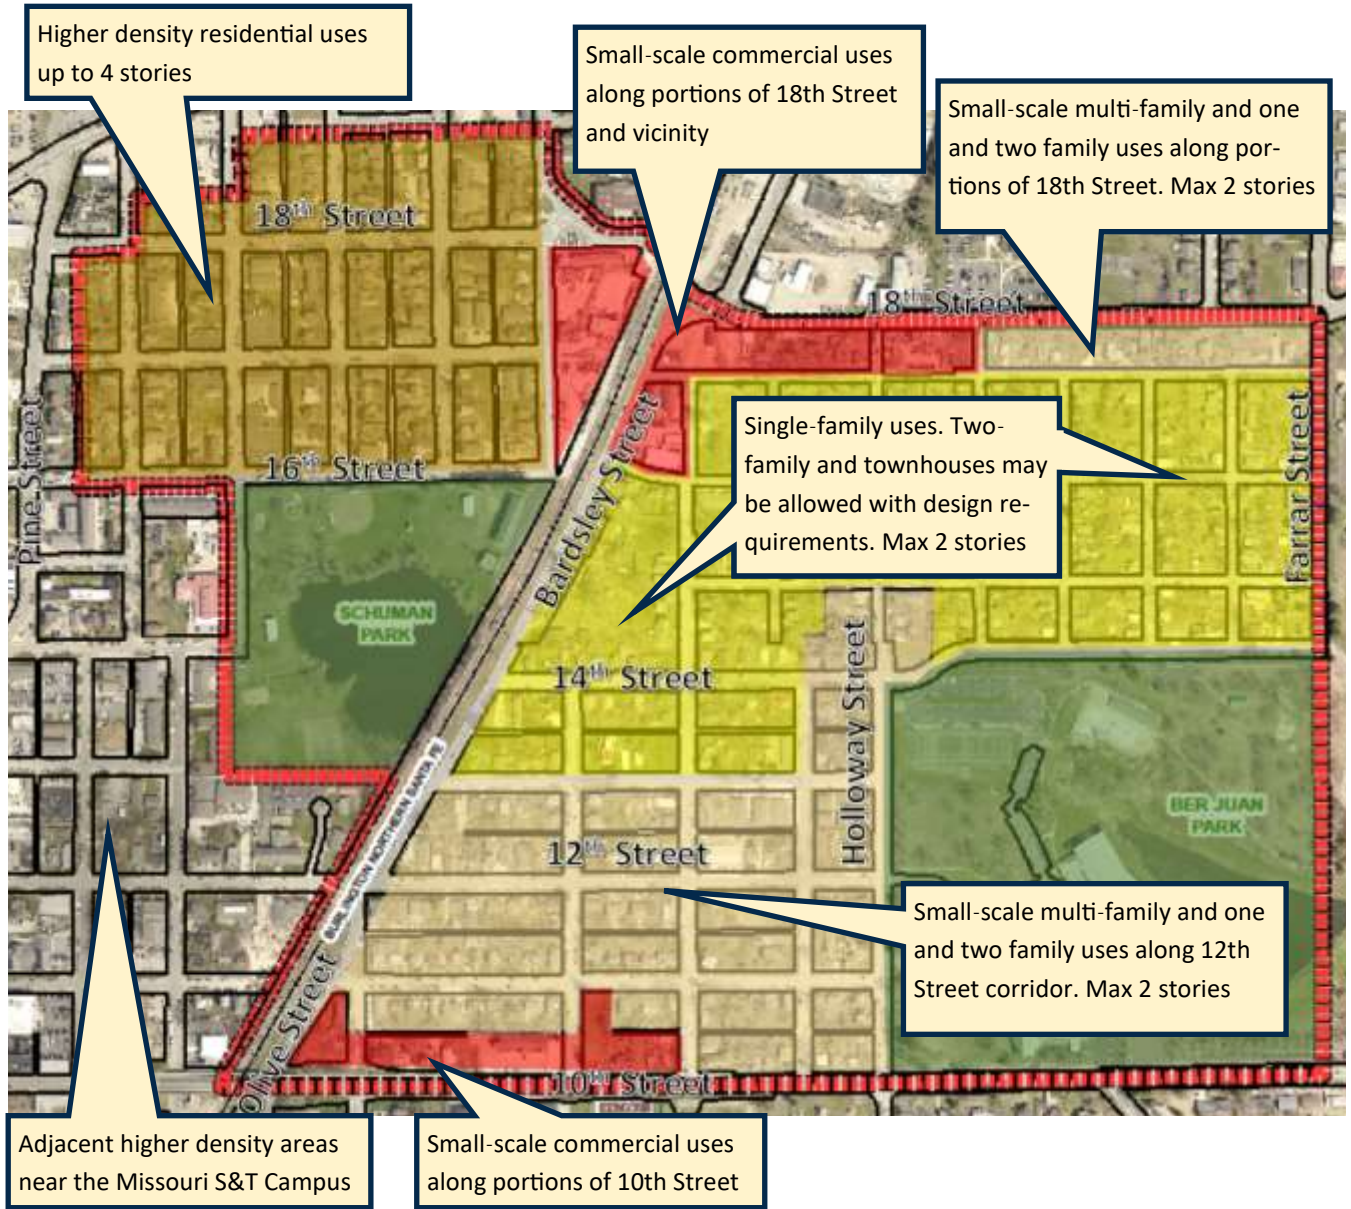 Higher density residential uses
up to 4 stories
Small-scale commercial uses
along portions of 18th Street
and vicinity
Small-scale multi-family and one
and two family uses along por-
tions of 18th Street. Max 2 stories
18th Street
18th Street
Single-family uses. Two-
family and townhouses may
be allowed with design re-
quirements. Max 2 stories
Pine Street
16th Street
Bardsley Street
Farrar Street
SCHUMAN
PARK
14th Street
Holloway Street
BURLINGTON NORTHERN SANTA FE
BER JUAN
PARK
12th Street
Small-scale multi-family and one
and two family uses along 12th
Street corridor. Max 2 stories
Olive Street
10th Street
Adjacent higher density areas
near the Missouri S&T Campus
Small-scale commercial uses
along portions of 10th Street